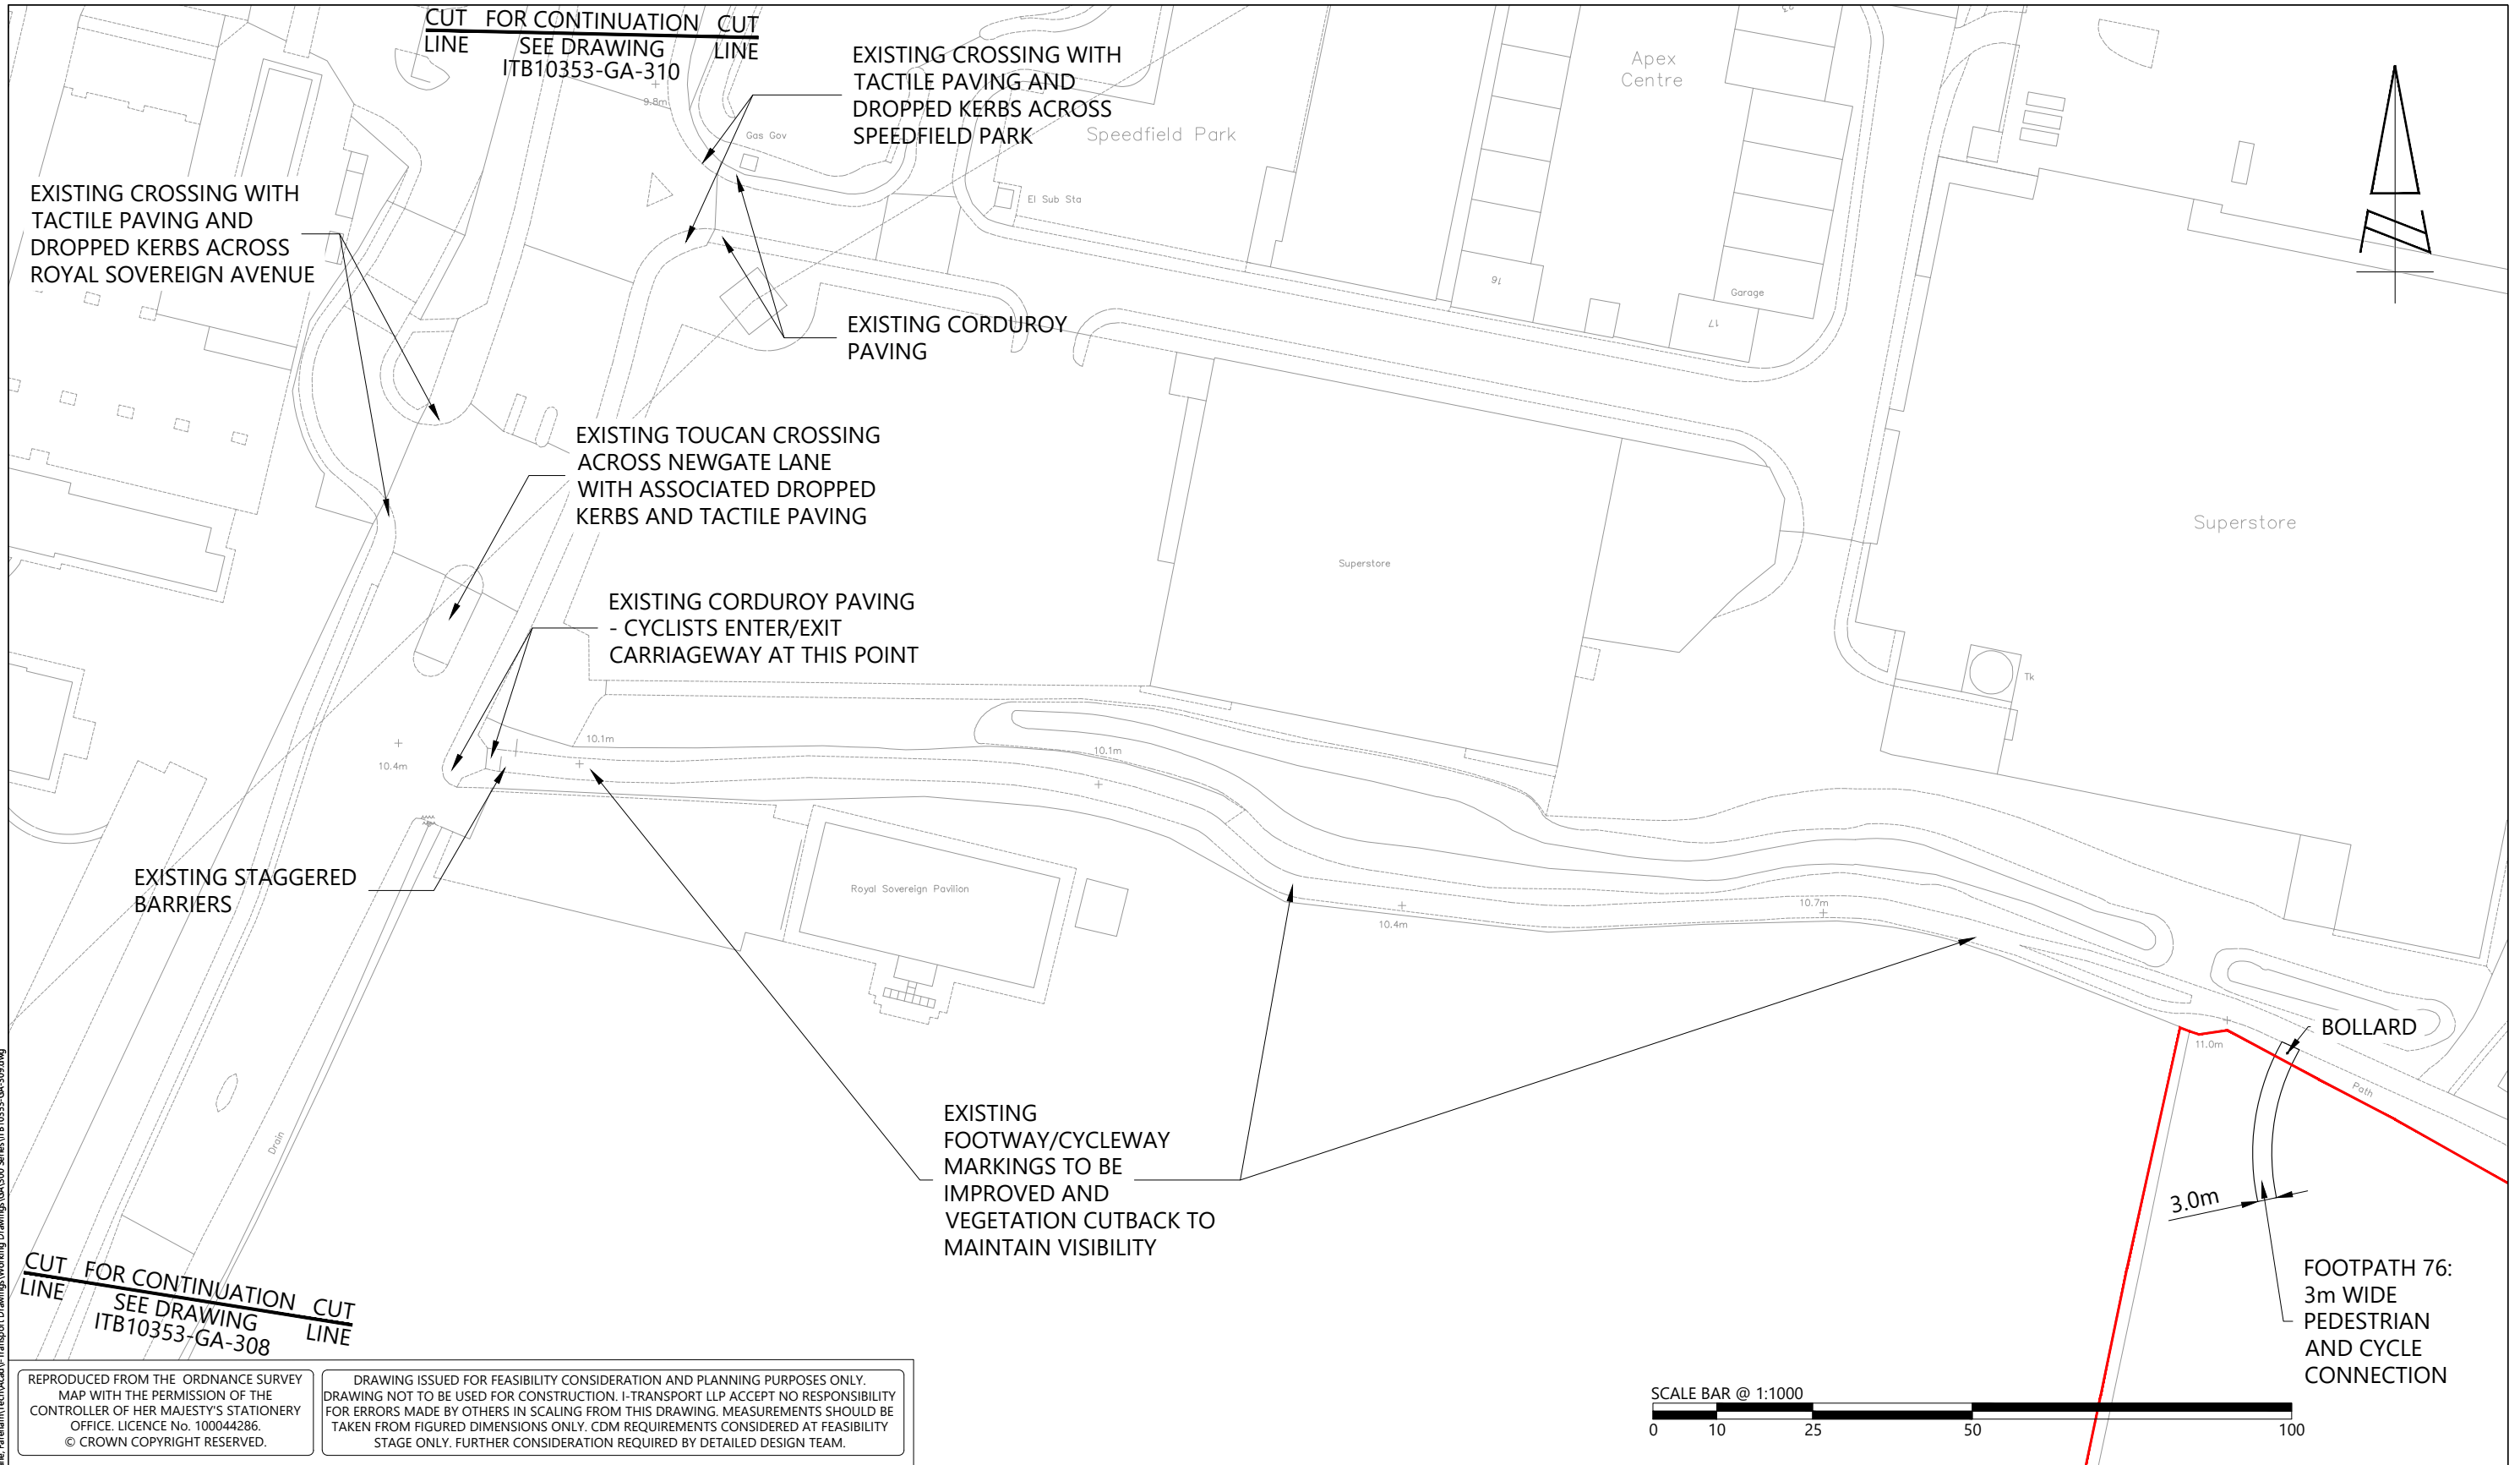 CUT FOR CONTINUATION CUT
LINE SEE DRAWING LINE
ITB10353-GA-310
EXISTING CROSSING WITH
TACTILE PAVING AND
DROPPED KERBS ACROSS
SPEEDFIELD PARK
Apex
Centre
Speedfield Park
9.8m
Gas Gov
El Sub Sta
EXISTING CROSSING WITH
TACTILE PAVING AND
DROPPED KERBS ACROSS
ROYAL SOVEREIGN AVENUE
16
Garage
17
EXISTING CORDUROY
PAVING
EXISTING TOUCAN CROSSING
ACROSS NEWGATE LANE
WITH ASSOCIATED DROPPED
KERBS AND TACTILE PAVING
Superstore
Superstore
EXISTING CORDUROY PAVING
- CYCLISTS ENTER/EXIT
CARRIAGEWAY AT THIS POINT
Tk
10.1m
10.1m
10.4m
EXISTING STAGGERED
BARRIERS
Royal Sovereign Pavilion
10.4m
10.7m
BOLLARD
11.0m
Path
Drain
EXISTING
FOOTWAY/CYCLEWAY
MARKINGS TO BE
IMPROVED AND
VEGETATION CUTBACK TO
MAINTAIN VISIBILITY
3.0m
FOOTPATH 76:
3m WIDE
PEDESTRIAN
AND CYCLE
CONNECTION
CUT FOR CONTINUATION CUT
LINE SEE DRAWING LINE
ITB10353-GA-308
REPRODUCED FROM THE ORDNANCE SURVEY
MAP WITH THE PERMISSION OF THE
CONTROLLER OF HER MAJESTY'S STATIONERY
OFFICE. LICENCE No. 100044286.
© CROWN COPYRIGHT RESERVED.
DRAWING ISSUED FOR FEASIBILITY CONSIDERATION AND PLANNING PURPOSES ONLY.
DRAWING NOT TO BE USED FOR CONSTRUCTION. I-TRANSPORT LLP ACCEPT NO RESPONSIBILITY
FOR ERRORS MADE BY OTHERS IN SCALING FROM THIS DRAWING. MEASUREMENTS SHOULD BE
TAKEN FROM FIGURED DIMENSIONS ONLY. CDM REQUIREMENTS CONSIDERED AT FEASIBILITY
STAGE ONLY. FURTHER CONSIDERATION REQUIRED BY DETAILED DESIGN TEAM.
SCALE BAR @ 1:1000
0 10 25 50 100